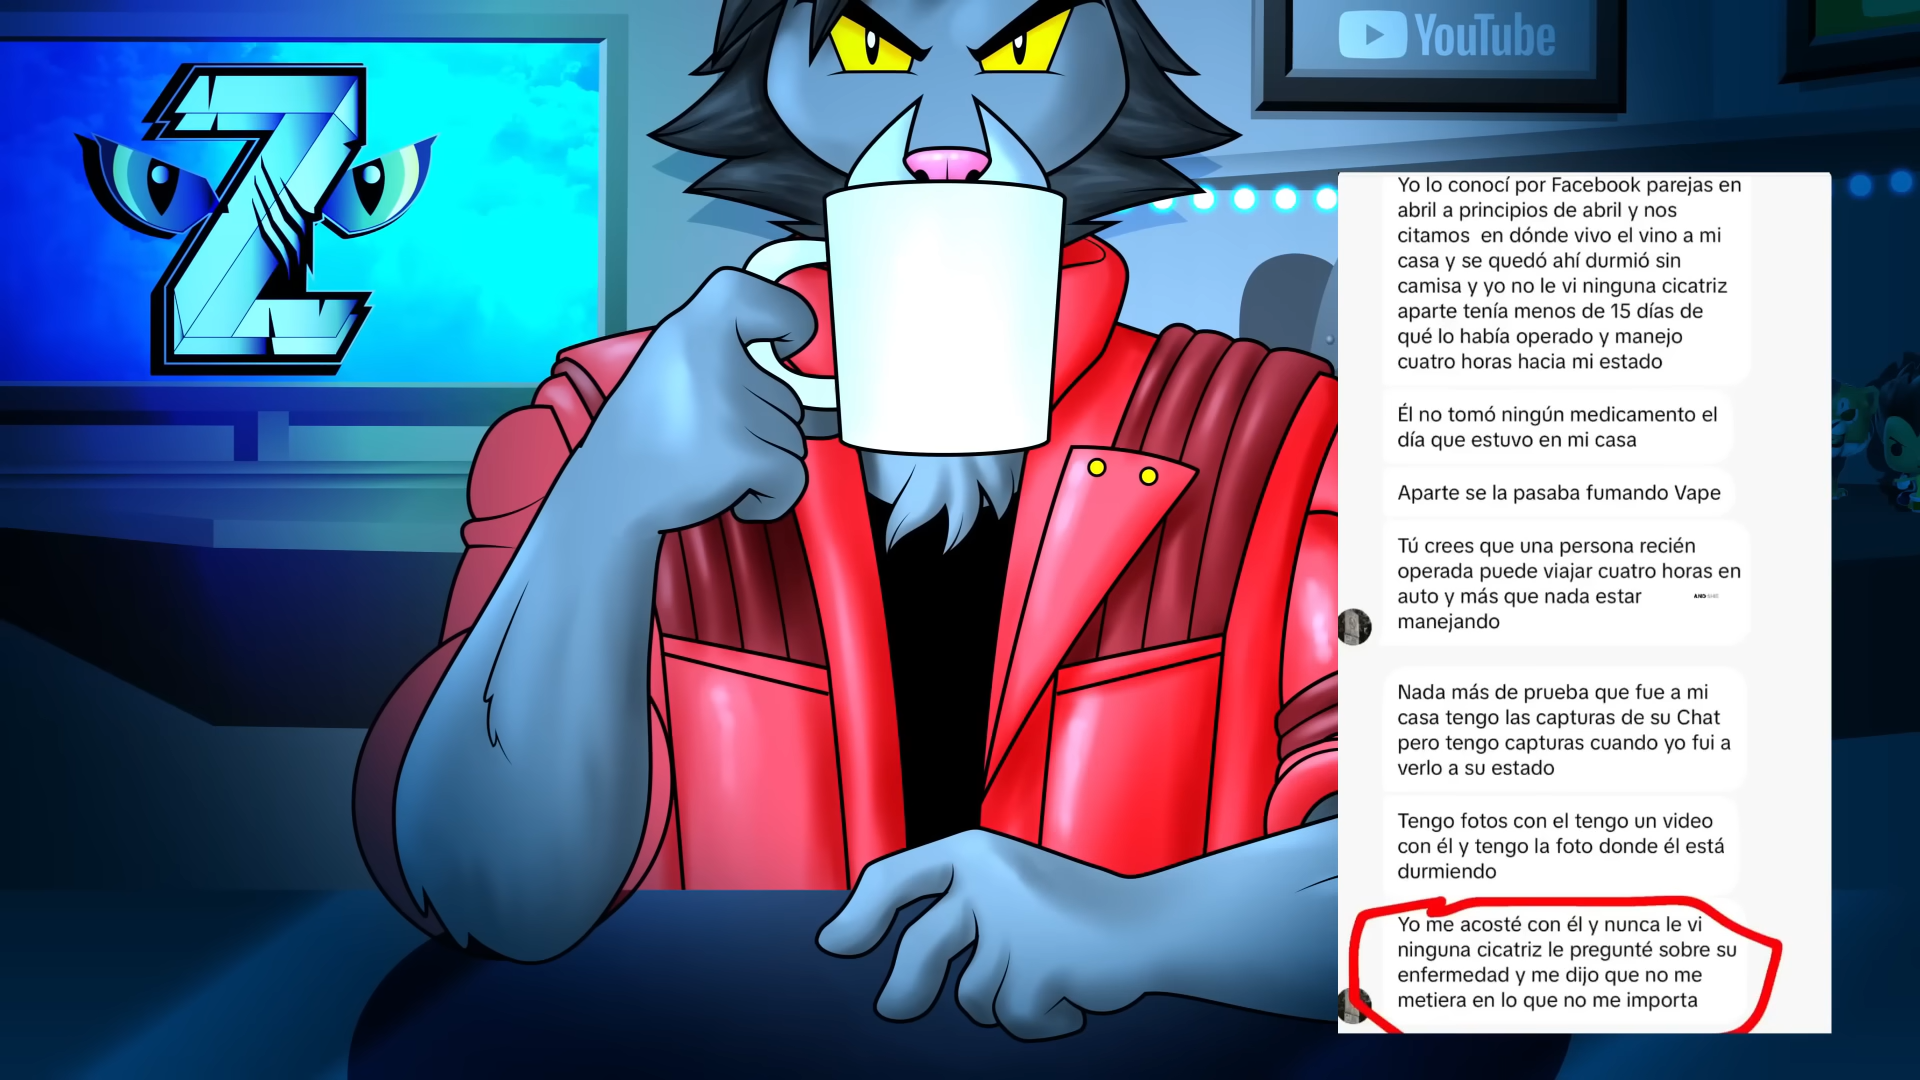 Z
YouTube
Yo lo conocí por Facebook parejas en
abril a principios de abril y nos
citamos en dónde vivo el vino a mi
casa y se quedó ahí durmió sin
camisa y yo no le vi ninguna cicatriz
aparte tenía menos de 15 días de
qué lo había operado y manejo
cuatro horas hacia mi estado
Él no tomó ningún medicamento el
día que estuvo en mi casa
Aparte se la pasaba fumando Vape
Tú crees que una persona recién
operada puede viajar cuatro horas en
auto y más que nada estar
manejando
Nada más de prueba que fue a mi
casa tengo las capturas de su Chat
pero tengo capturas cuando yo fui a
verlo a su estado
Tengo fotos con el tengo un video
con él y tengo la foto donde él está
durmiendo
Yo me acosté con él y nunca le vi
ninguna cicatriz le pregunté sobre su
enfermedad y me dijo que no me
metiera en lo que no me importa